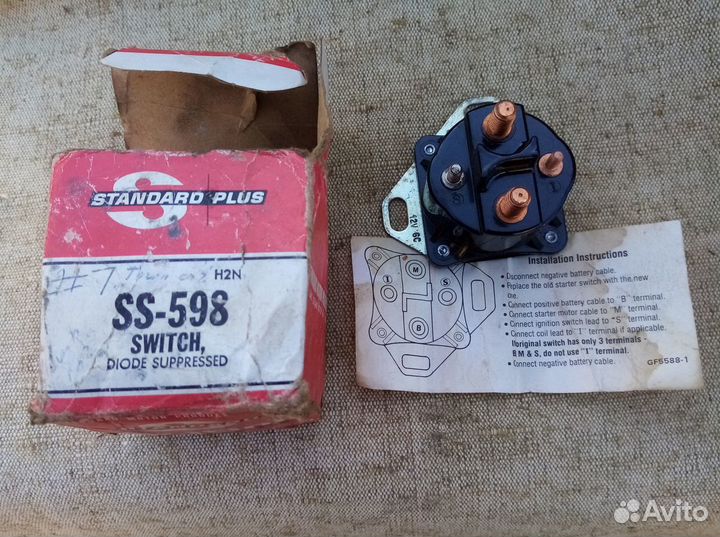 STANDARD PLUS
H2N
SS-598
SWITCH,
DIODE SUPPRESSED
12V 6C
S
I
Installation Instructions
• Disconnect negative battery cable.
• Replace the old starter switch with the new
one.
• Connect positive battery cable to "B" terminal.
• Connect starter motor cable to "M" terminal.
• Connect ignition switch lead to "S" terminal.
• Connect coil lead to "I" terminal if applicable.
If original switch has only 3 terminals -
B M & S, do not use "I" terminal.
• Connect negative battery cable.
GF5588-1
M
I
S
B
Avito